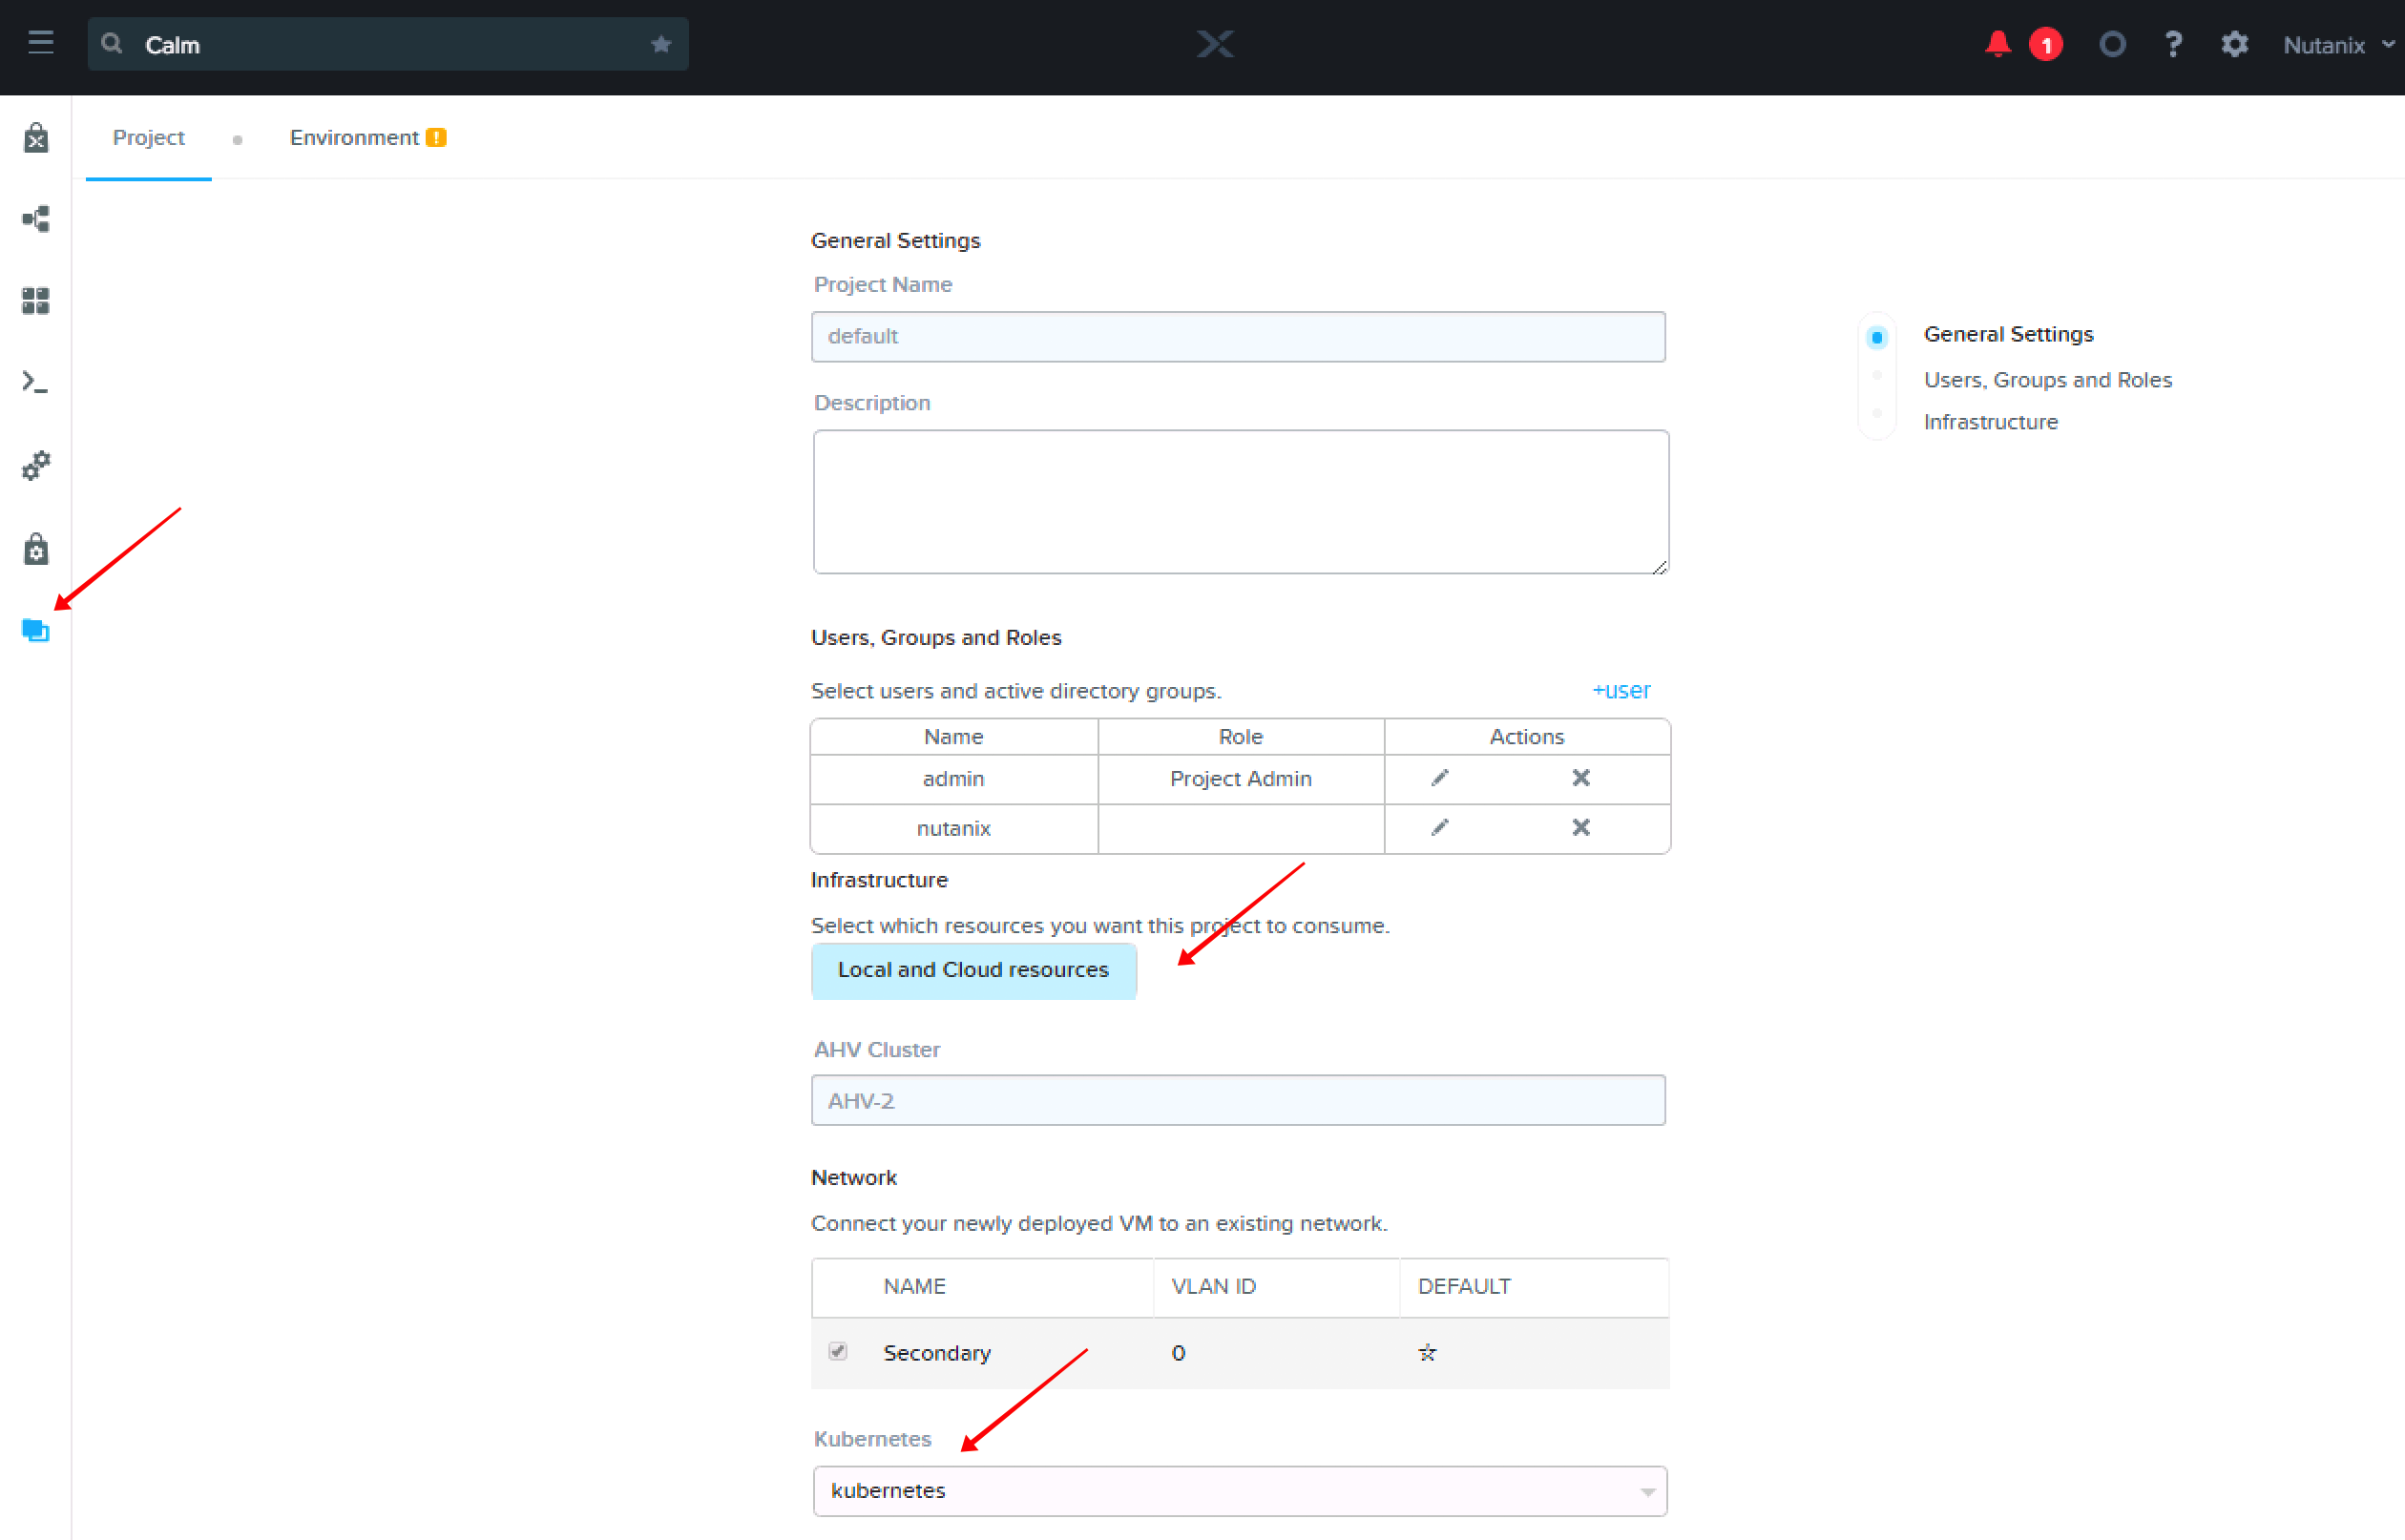 Calm
1
?
Nutanix
Project
Environment !
General Settings
Project Name
default
Description
General Settings
Users, Groups and Roles
Infrastructure
Users, Groups and Roles
Select users and active directory groups.
+user
Name Role Actions
admin Project Admin
nutanix
Infrastructure
Select which resources you want this project to consume.
Local and Cloud resources
AHV Cluster
AHV-2
Network
Connect your newly deployed VM to an existing network.
NAME VLAN ID DEFAULT
Secondary 0
Kubernetes
kubernetes